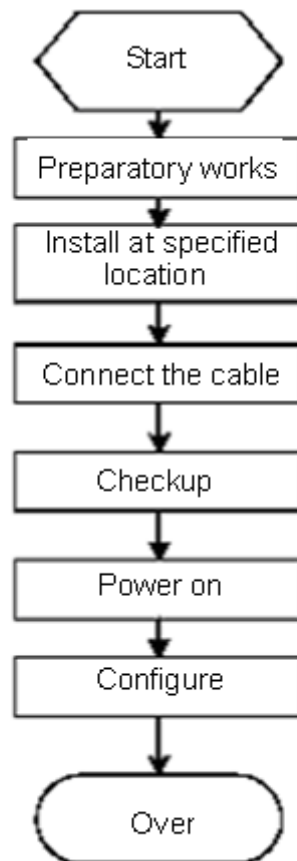 Start
Preparatory works
Install at specified
location
Connect the cable
Checkup
Power on
Configure
Over